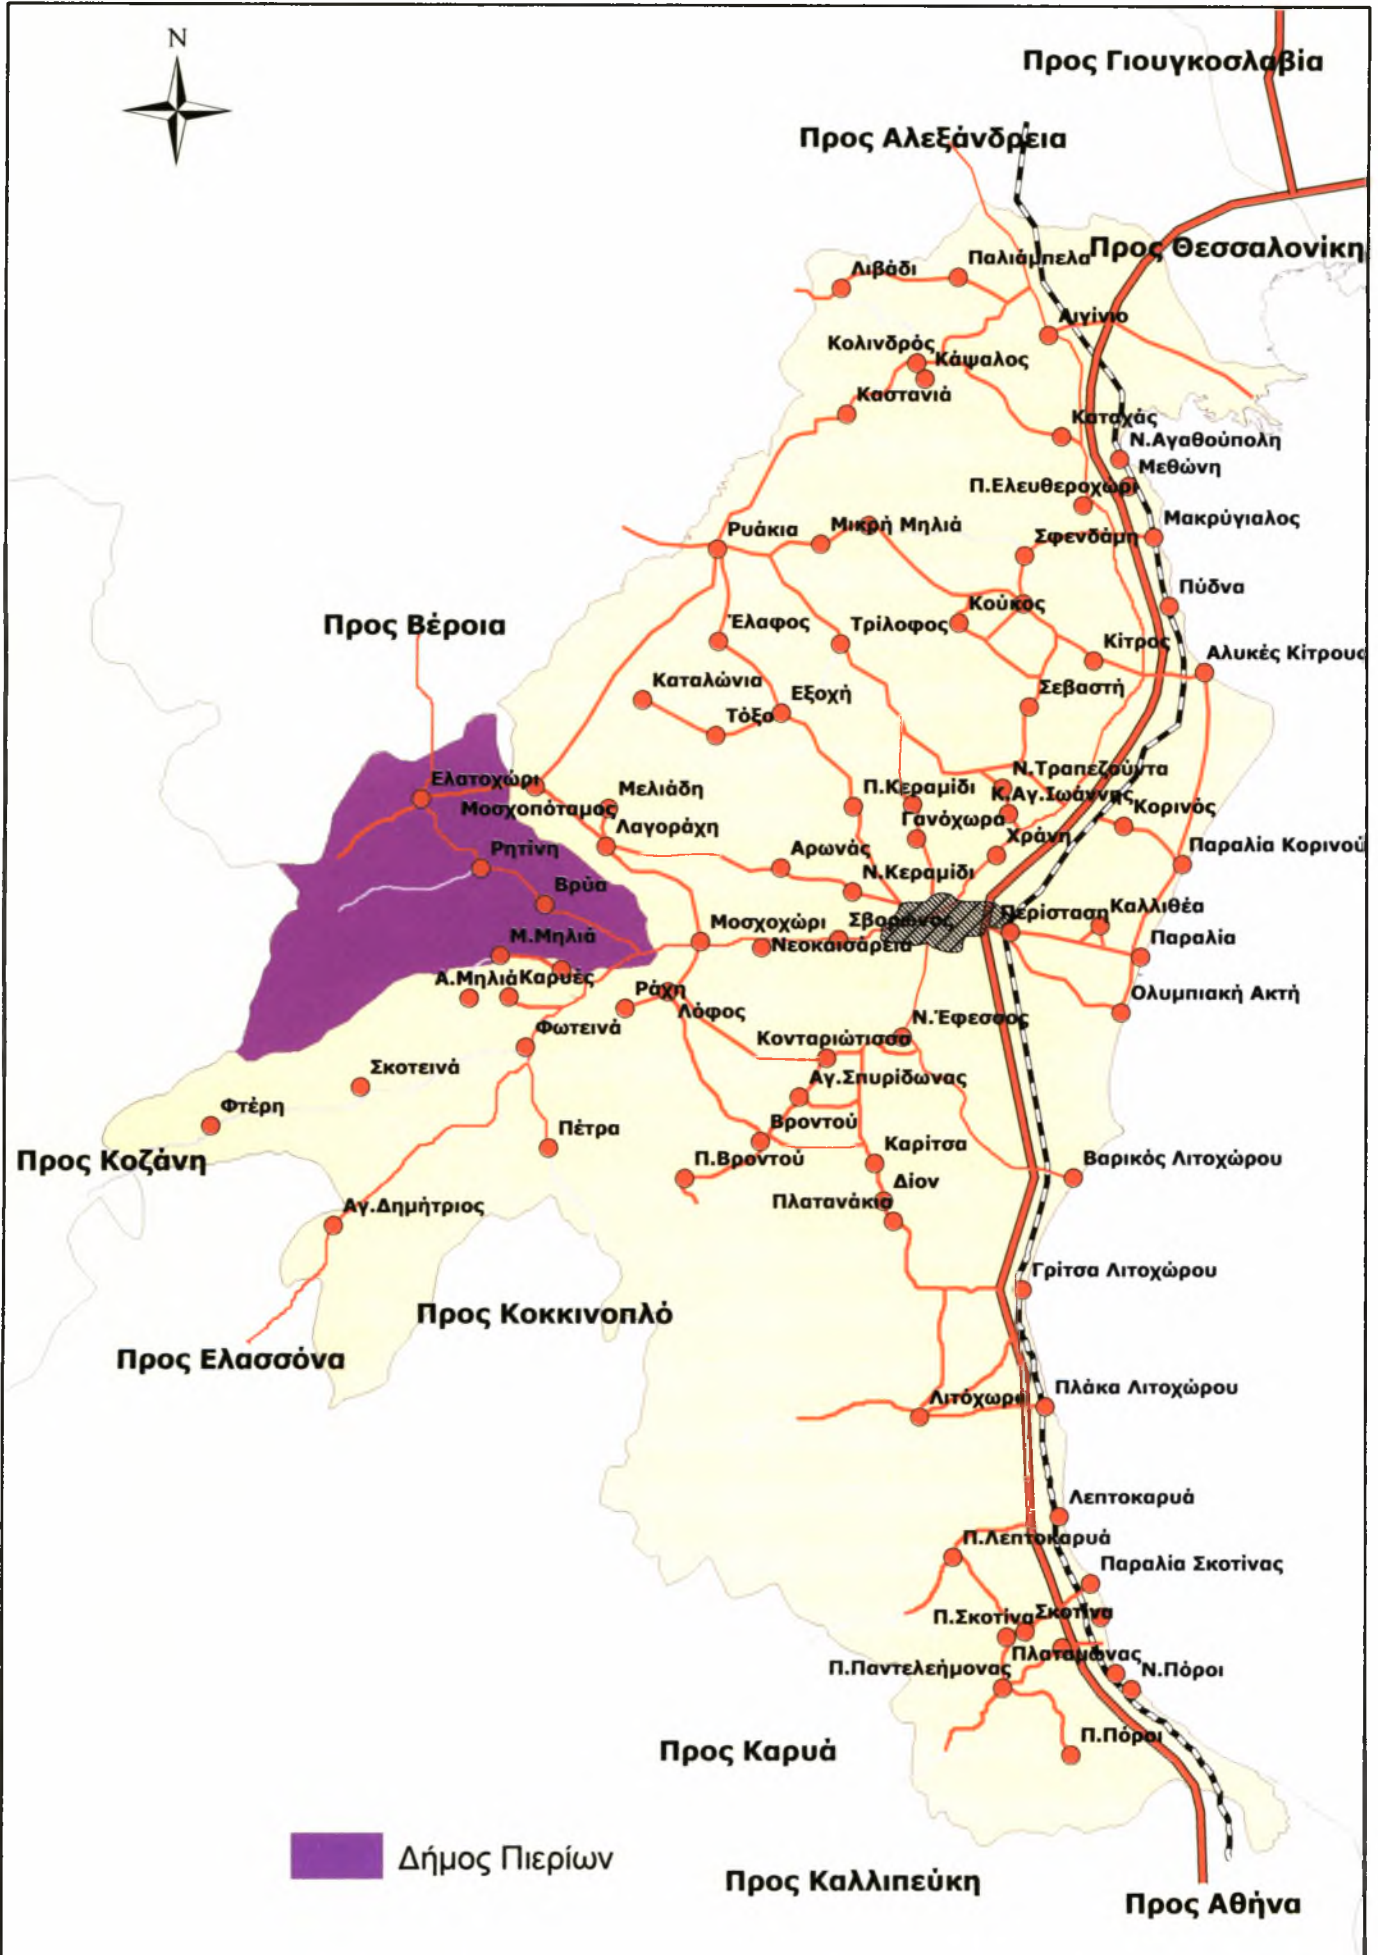 N
Προς Γιουγκοσλαβία
Προς Αλεξάνδρεια
Προς Θεσσαλονίκη
Παλιάμπελα
Λιβάδι
Αιγίνιο
Κολινδρός
Κάψαλος
Καστανιά
Καταχάς
Ν.Αγαθούπολη
Μεθώνη
Π.Ελευθεροχώρι
Μακρύγιαλος
Ρυάκια
Μικρή Μηλιά
Σφενδάμη
Πύδνα
Κούκος
Προς Βέροια
Έλαφος
Τρίλοφος
Κίτρος
Αλυκές Κίτρους
Καταλώνια
Εξοχή
Σεβαστή
Τόξο
Ν.Τραπεζούντα
Ελατοχώρι
Μελιάδη
Π.Κεραμίδι
Κ.Αγ.Ιωάννης
Μοσχοπόταμος
Κορινός
Λαγοράχη
Γανόχωρα
Χράνη
Ρητίνη
Αρωνάς
Παραλία Κορινού
Ν.Κεραμίδι
Βρύα
Περίσταση
Καλλιθέα
Μοσχοχώρι
Σβορώνος
Μ.Μηλιά
Νεοκαισάρεια
Παραλία
Α.Μηλιά
Καρυές
Ράχη
Ολυμπιακή Ακτή
Λόφος
Ν.Έφεσσος
Φωτεινά
Κονταριώτισσα
Σκοτεινά
Αγ.Σπυρίδωνας
Φτέρη
Πέτρα
Βροντού
Καρίτσα
Προς Κοζάνη
Π.Βροντού
Βαρικός Λιτοχώρου
Δίον
Αγ.Δημήτριος
Πλατανάκια
Γρίτσα Λιτοχώρου
Προς Κοκκινοπλό
Προς Ελασσόνα
Πλάκα Λιτοχώρου
Λιτόχωρο
Λεπτοκαρυά
Π.Λεπτοκαρυά
Παραλία Σκοτίνας
Π.Σκοτίνα
Σκοτίνα
Πλαταμώνας
Π.Παντελεήμονας
Ν.Πόροι
Π.Πόροι
Προς Καρυά
Δήμος Πιερίων
Προς Καλλιπεύκη
Προς Αθήνα